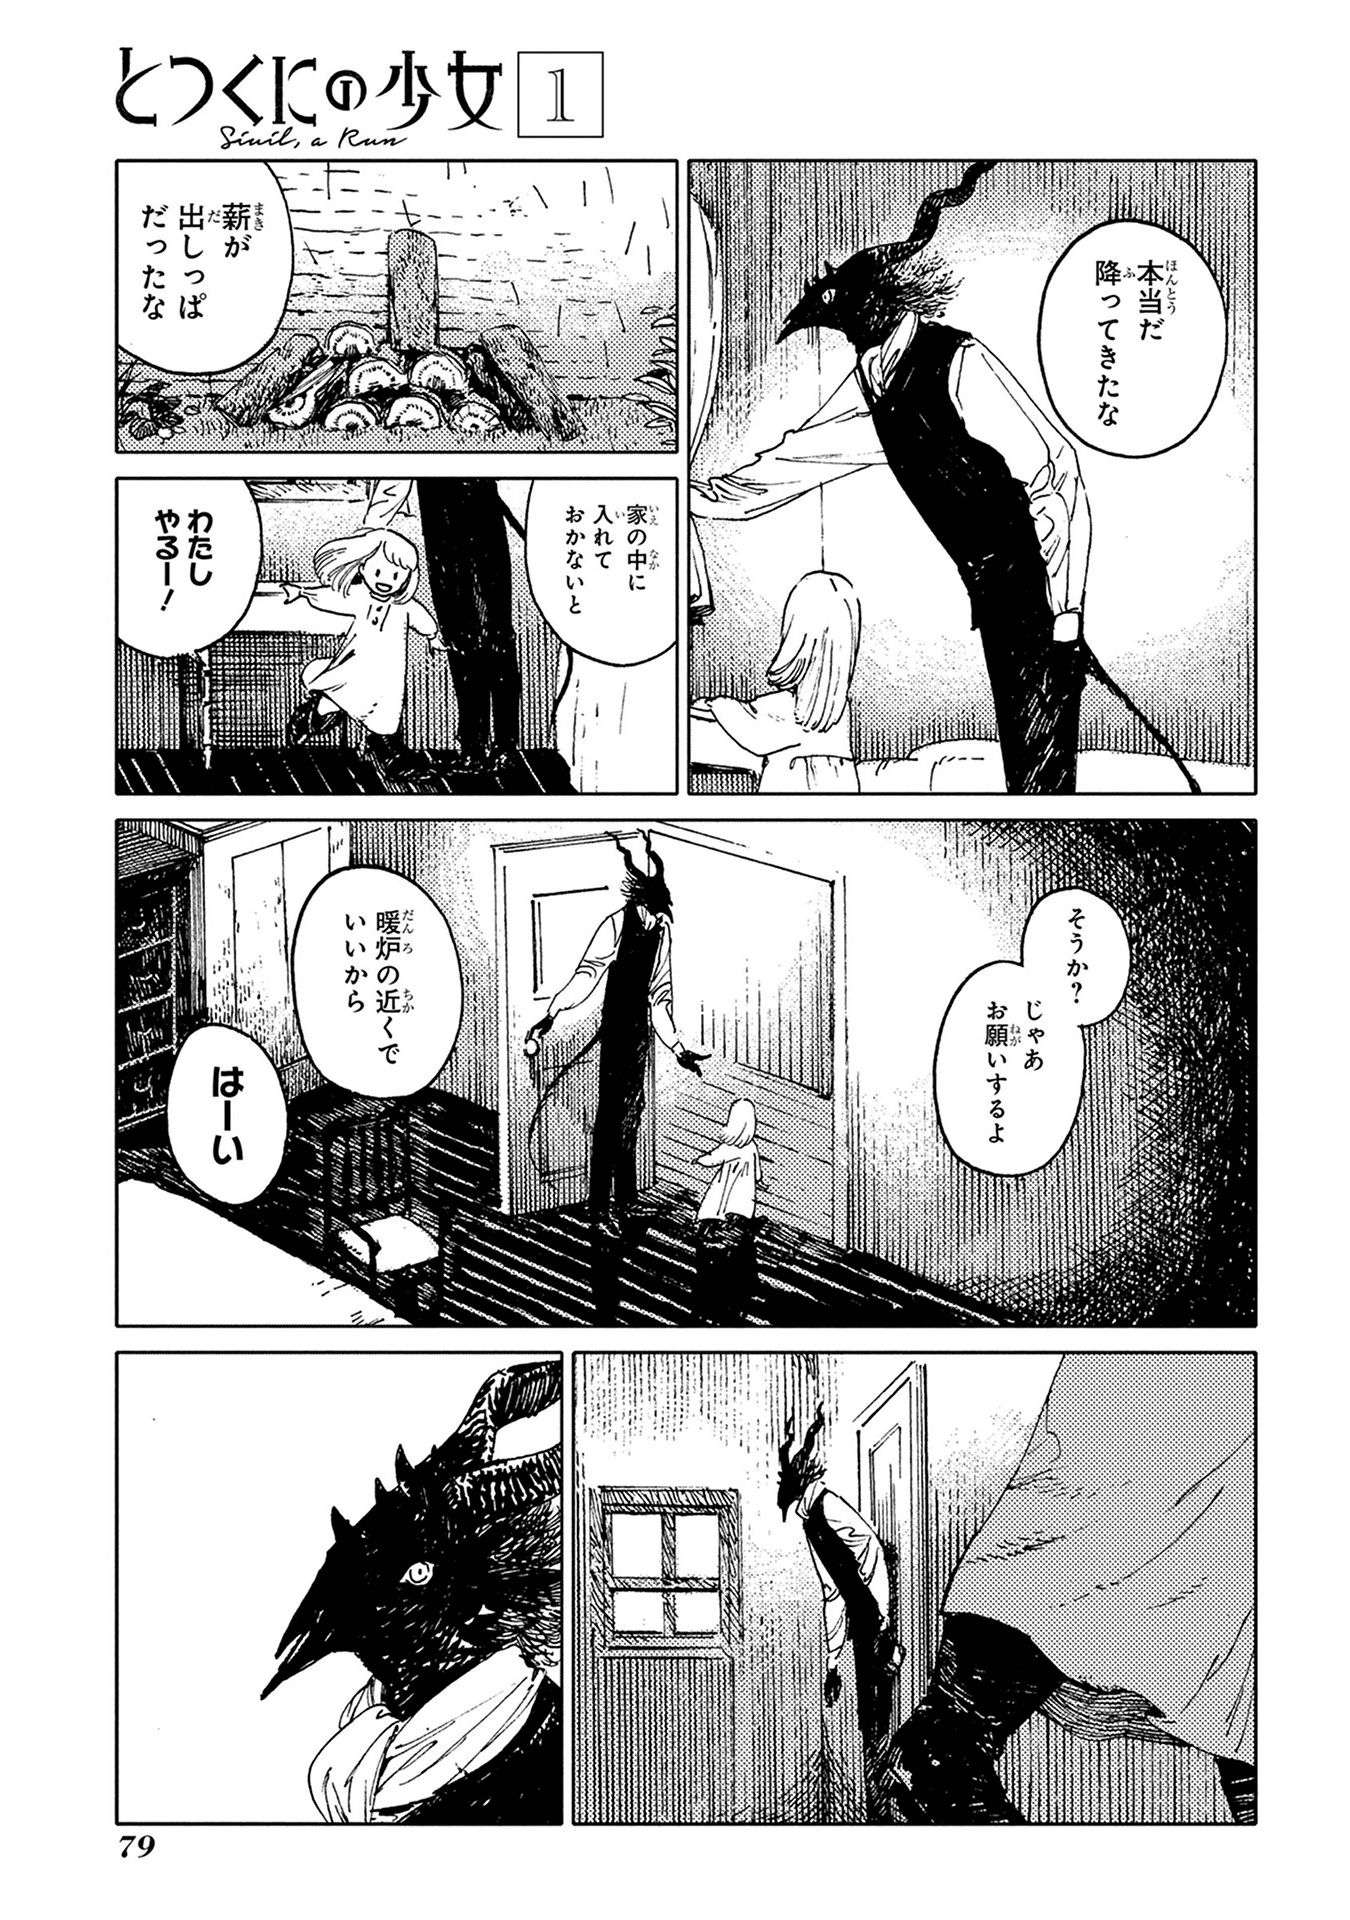 とつくにの少女
1
Siúil, a Rún
本当だ
降ってきたな
薪が
出しっぱ
だったな
家の中に
入れて
おかないと
わたし
やるー!
そうか?
じゃあ
お願いするよ
暖炉の近くで
いいから
はーい
79